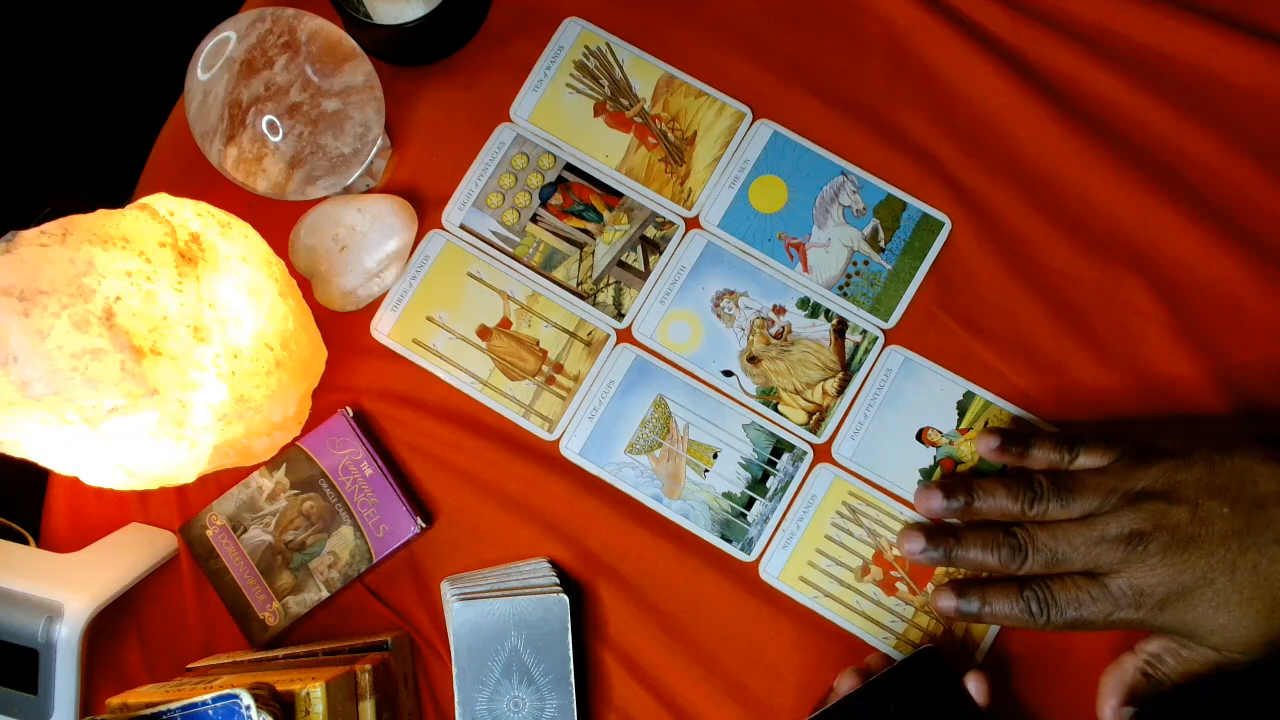 TEN of WANDS
THE SUN
EIGHT of PENTACLES
STRENGTH
THREE of WANDS
ACE of CUPS
PAGE of PENTACLES
NINE of WANDS
THE
Romance
ANGELS
ORACLE CARDS
DOREEN VIRTUE